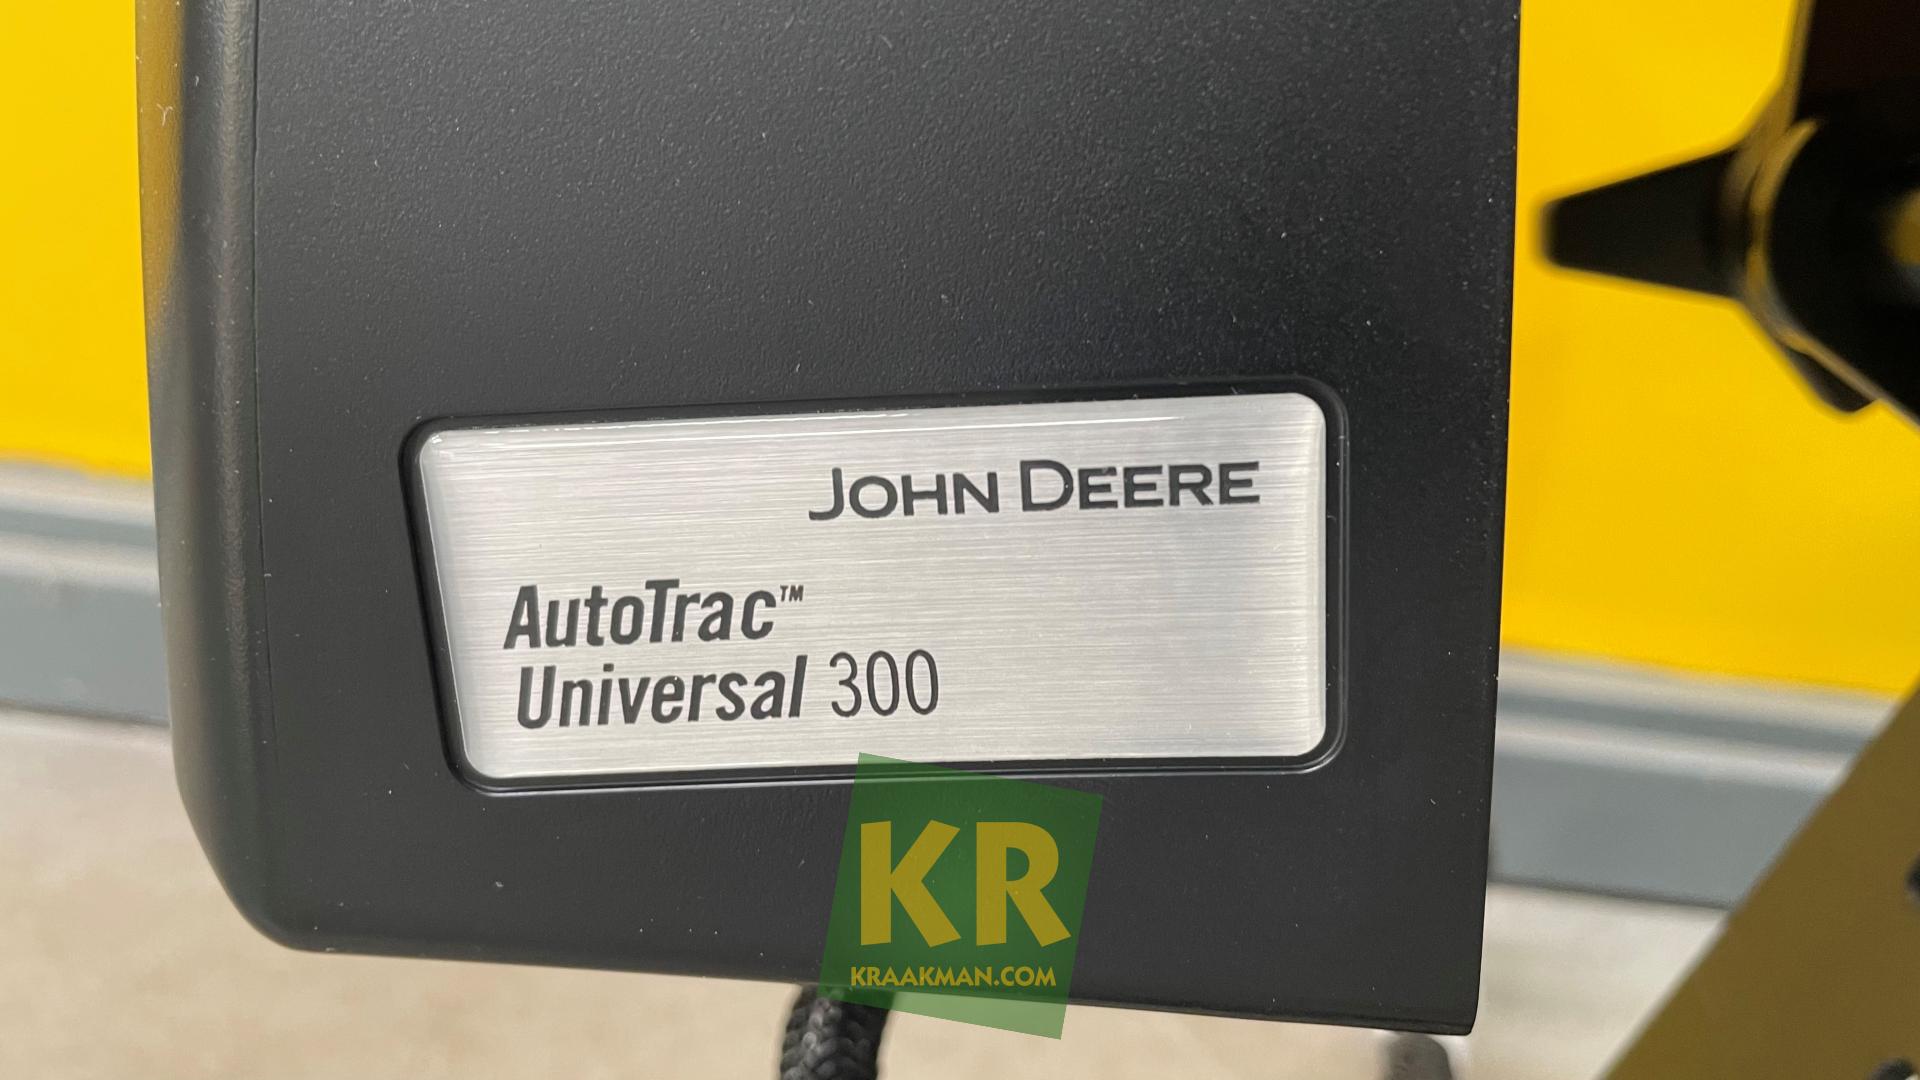 JOHN DEERE
AutoTrac™
Universal 300
KR
KRAAKMAN.COM